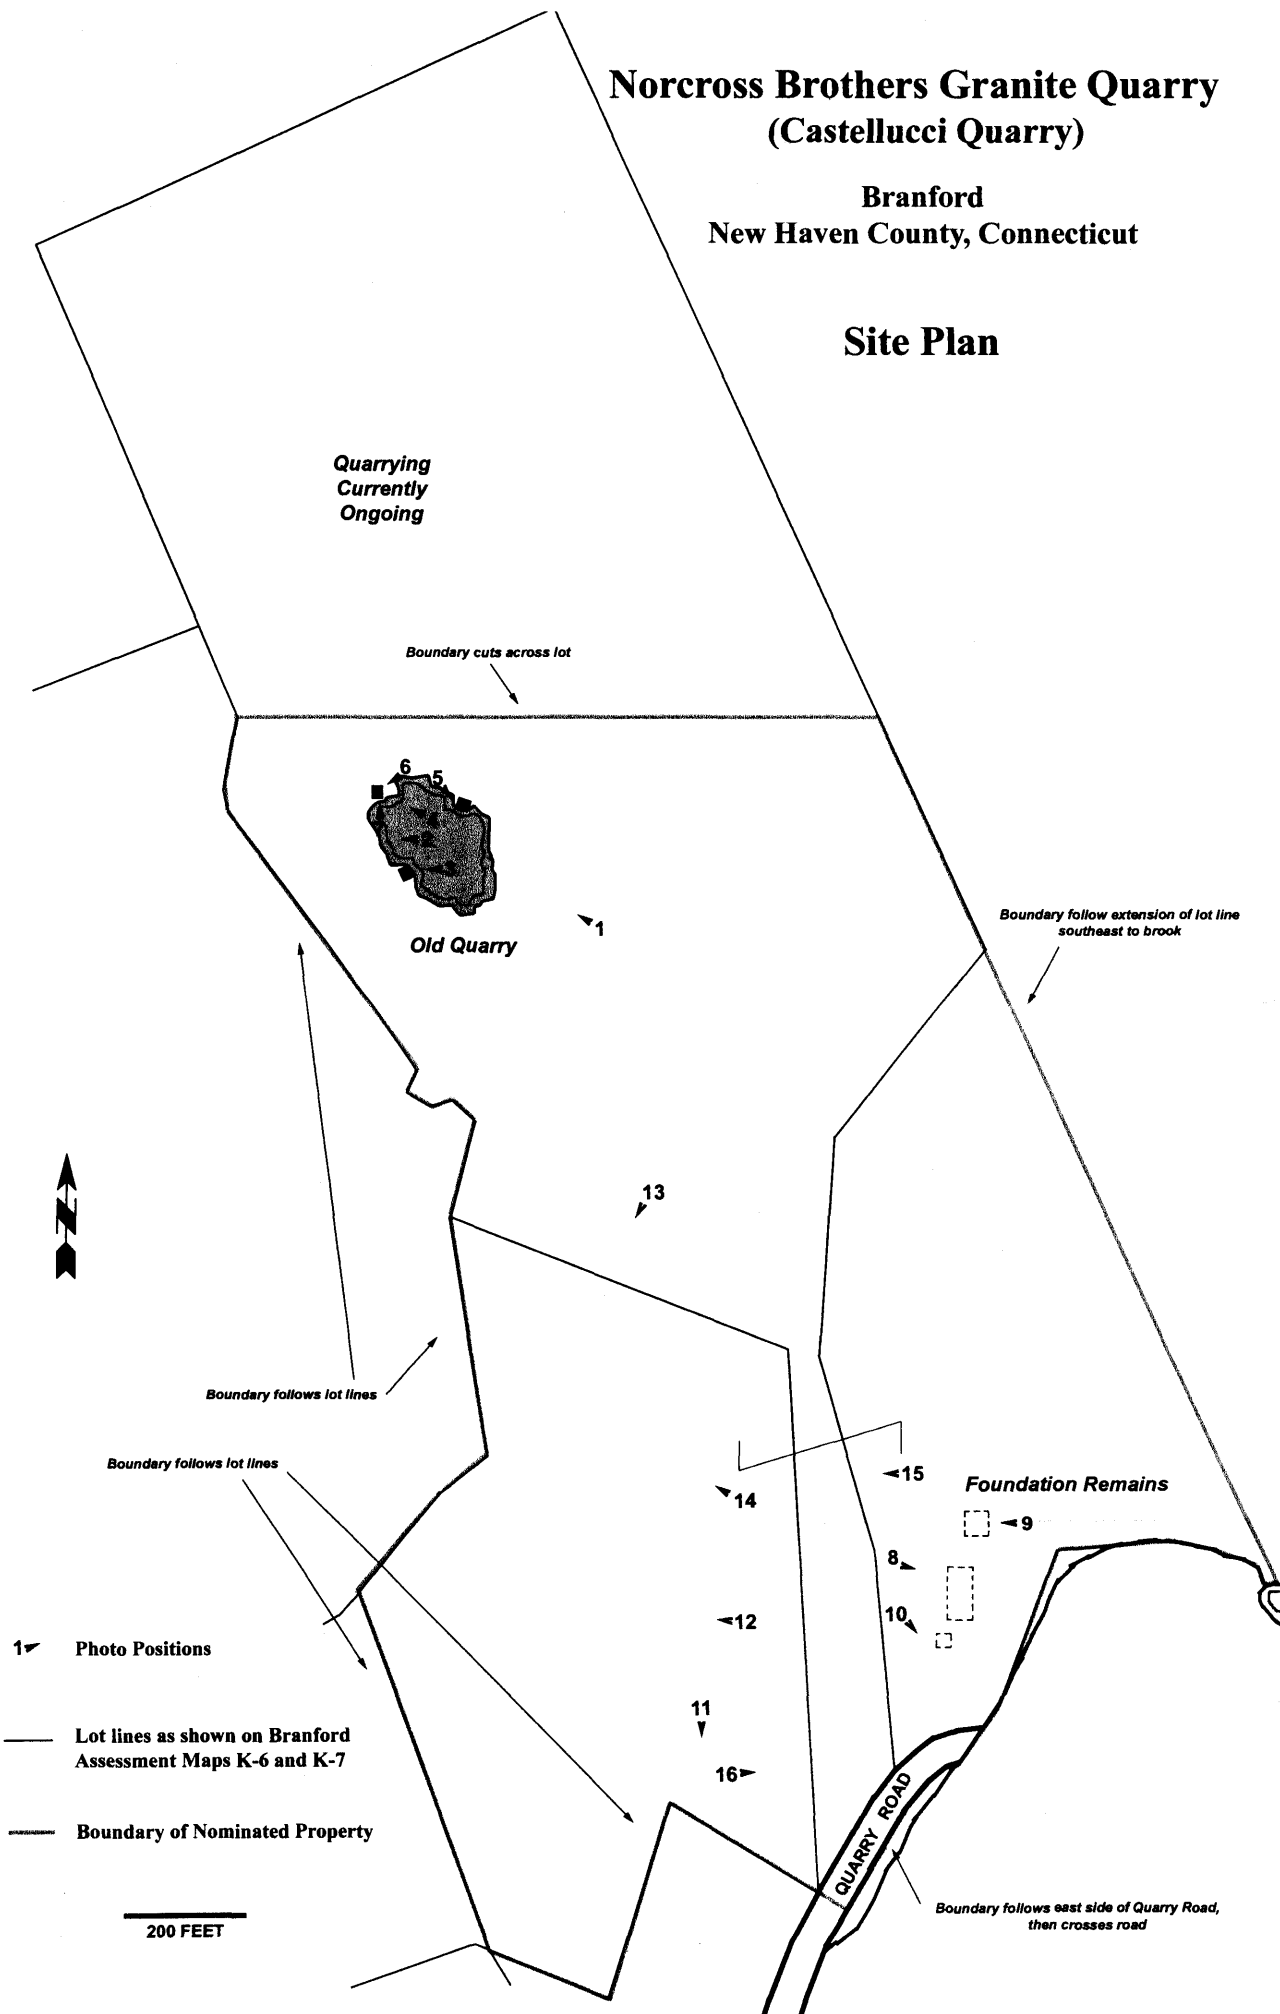 Norcross Brothers Granite Quarry
(Castellucci Quarry)
Branford
New Haven County, Connecticut
Site Plan
Quarrying
Currently
Ongoing
Boundary cuts across lot
6
5
4
2
3
1
Old Quarry
Boundary follow extension of lot line
southeast to brook
13
N
Boundary follows lot lines
Boundary follows lot lines
15
14
Foundation Remains
9
8
10
12
1
Photo Positions
11
16
Lot lines as shown on Branford
Assessment Maps K-6 and K-7
QUARRY ROAD
Boundary of Nominated Property
Boundary follows east side of Quarry Road,
then crosses road
200 FEET